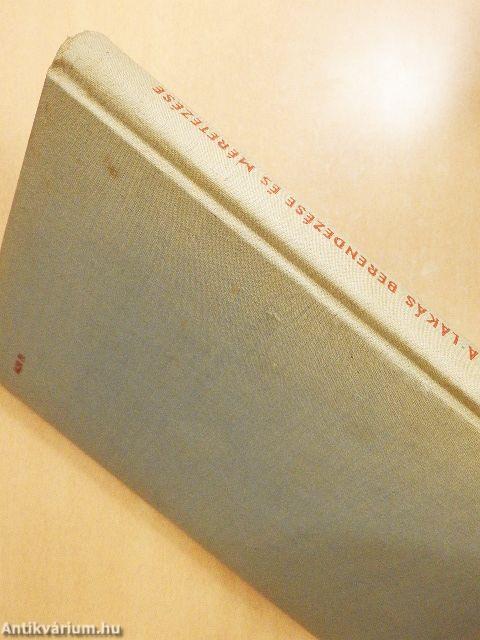 A LAKÁS BERENDEZÉSE ÉS MÉRETEZÉSE
Antikvárium.hu